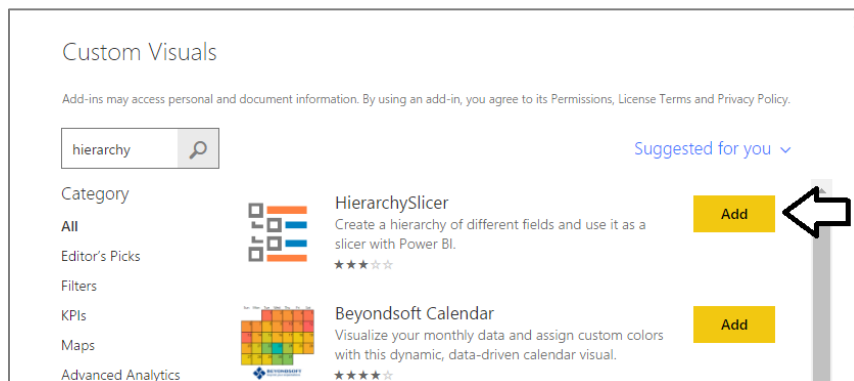 Custom Visuals
Add-ins may access personal and document information. By using an add-in, you agree to its Permissions, License Terms and Privacy Policy.
hierarchy
Suggested for you
Category
All
Editor's Picks
Filters
KPIs
Maps
Advanced Analytics
HierarchySlicer
Create a hierarchy of different fields and use it as a
slicer with Power BI.
Add
Beyondsoft Calendar
Visualize your monthly data and assign custom colors
with this dynamic, data-driven calendar visual.
Add
BEYONDSOFT